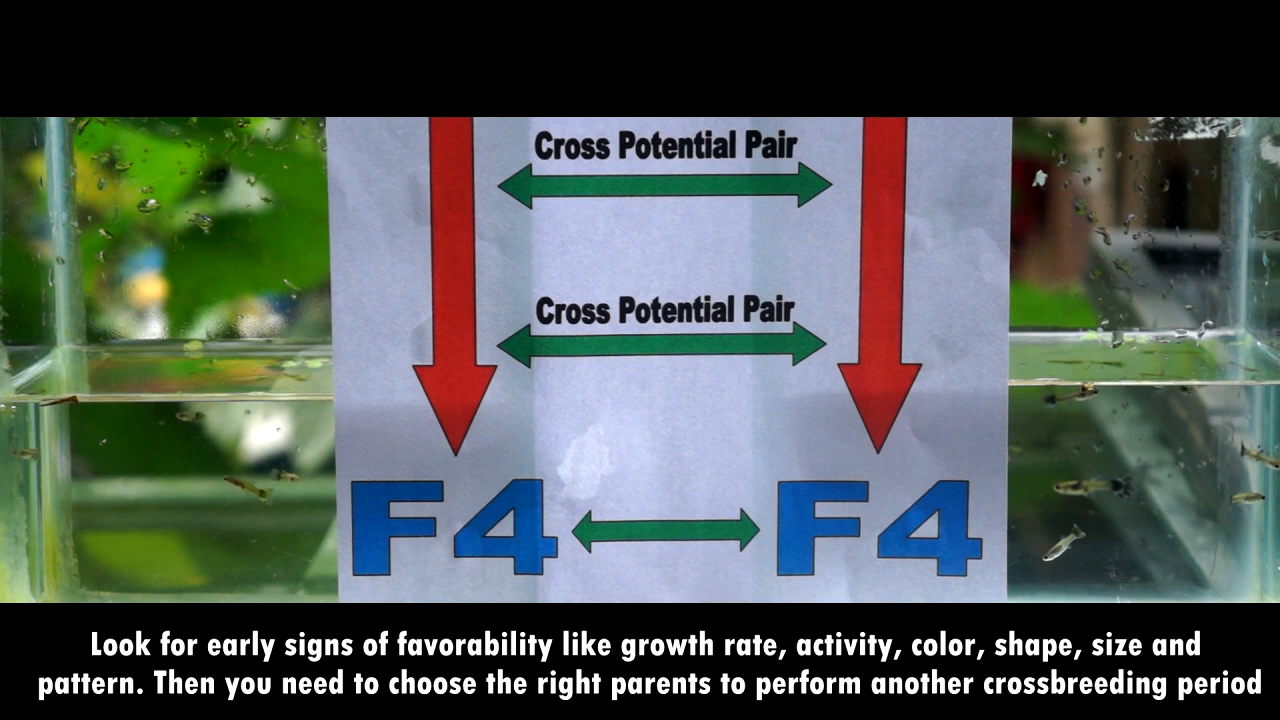 Cross Potential Pair
Cross Potential Pair
F4 F4
Look for early signs of favorability like growth rate, activity, color, shape, size and
pattern. Then you need to choose the right parents to perform another crossbreeding period